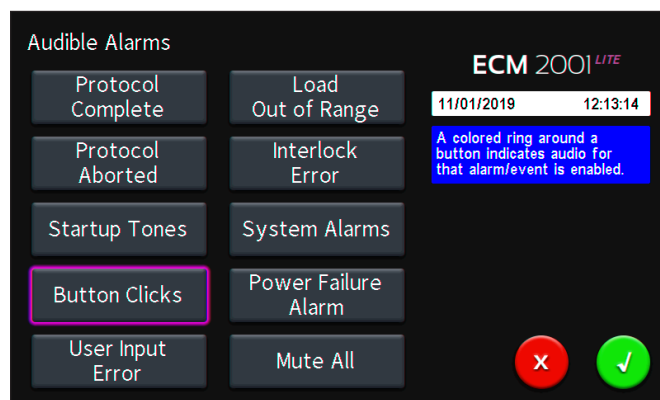 Audible Alarms
Protocol
Complete
Load
Out of Range
Protocol
Aborted
Interlock
Error
Startup Tones
System Alarms
Button Clicks
Power Failure
Alarm
User Input
Error
Mute All
ECM 2001 LITE
11/01/2019 12:13:14
A colored ring around a
button indicates audio for
that alarm/event is enabled.
X